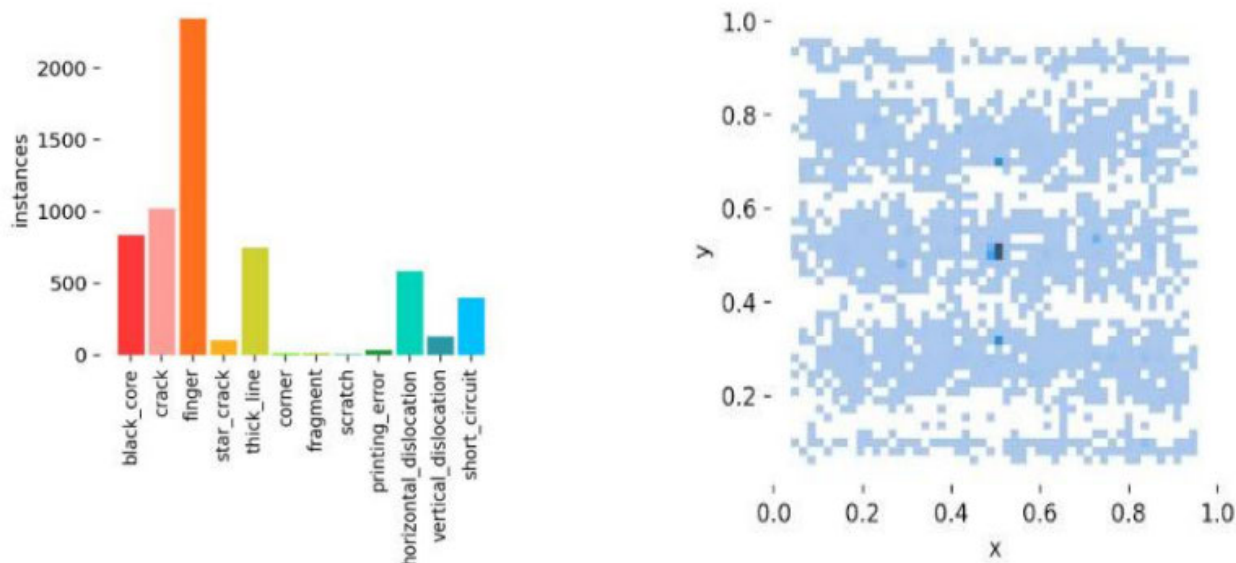 instances
2000
1500
1000
500
0
black_core
crack
finger
star_crack
thick_line
corner
fragment
scratch
printing_error
horizontal_dislocation
vertical_dislocation
short_circuit
y
1.0
0.8
0.6
0.4
0.2
0.0 0.2 0.4 0.6 0.8 1.0
x